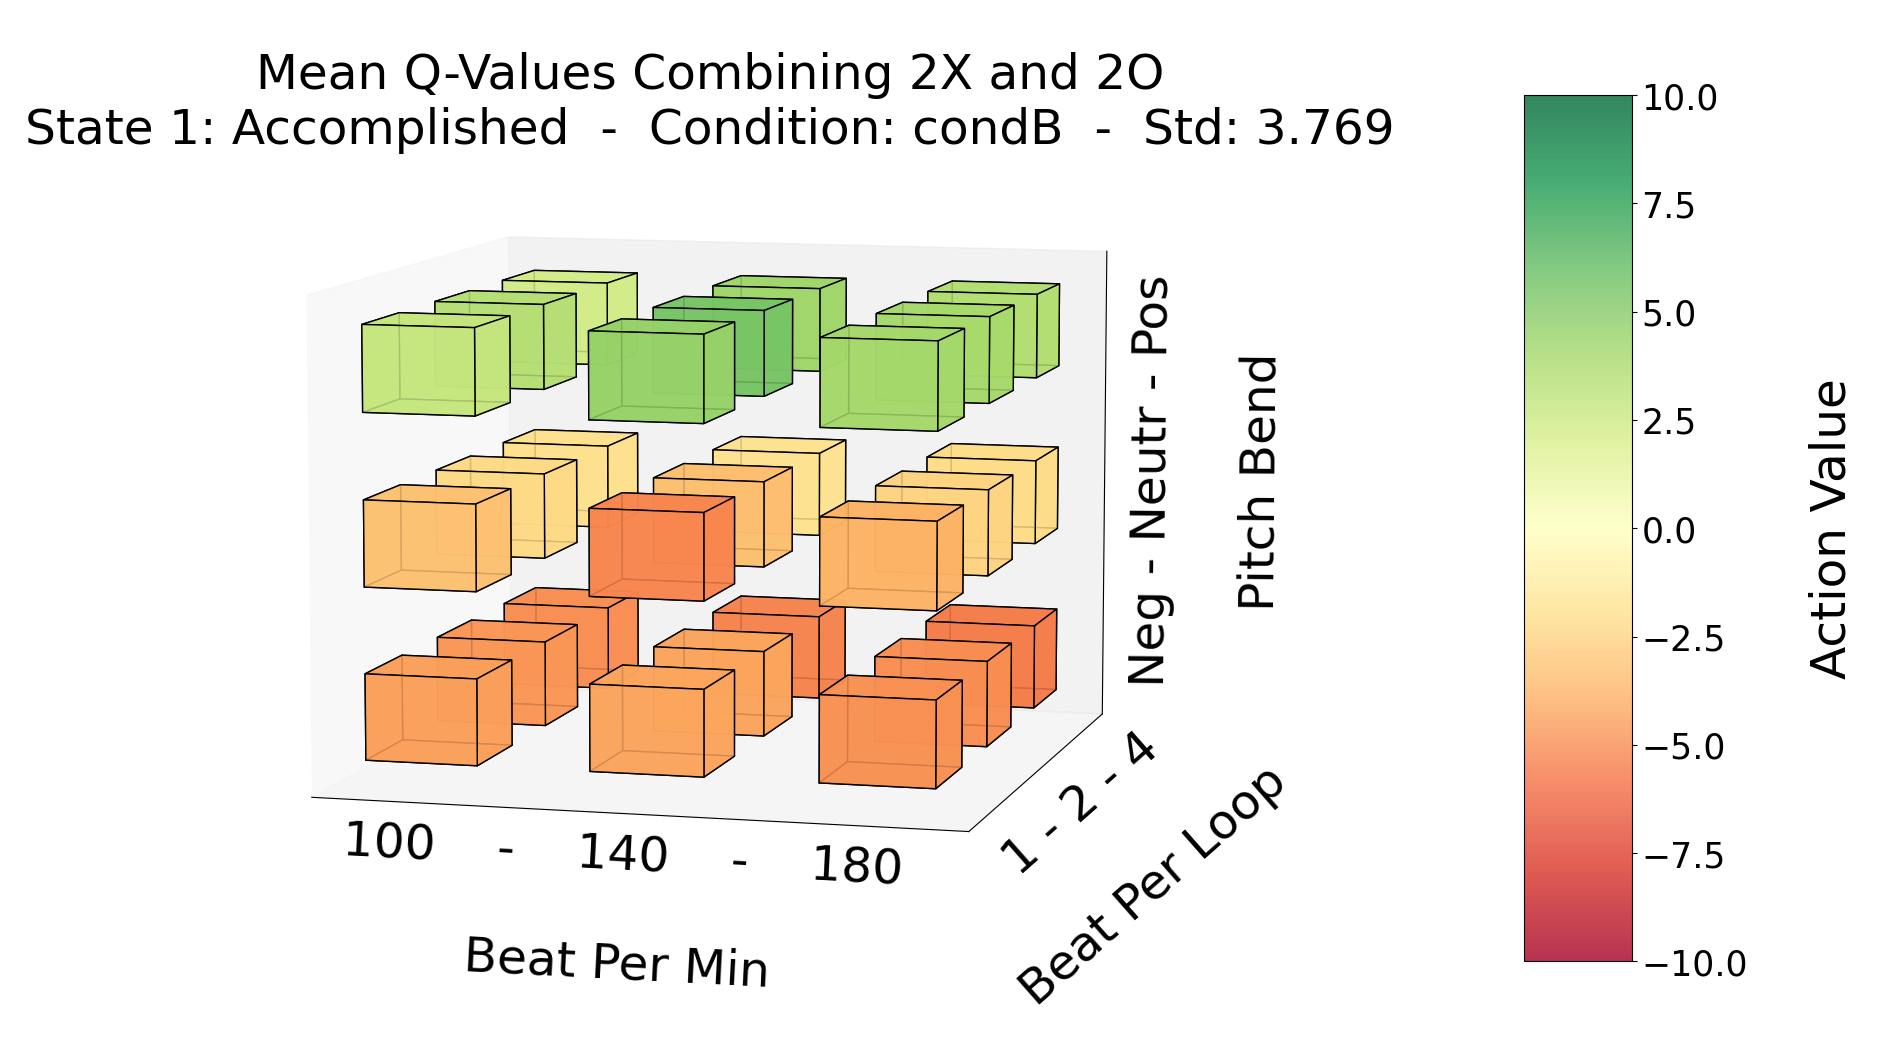 Mean Q-Values Combining 2X and 2O
State 1: Accomplished  -  Condition: condB  -  Std: 3.769
10.0
7.5
5.0
2.5
0.0
−2.5
−5.0
−7.5
−10.0
Action Value
Neg - Neutr - Pos
Pitch Bend
1 - 2 - 4
Beat Per Loop
100 - 140 - 180
Beat Per Min